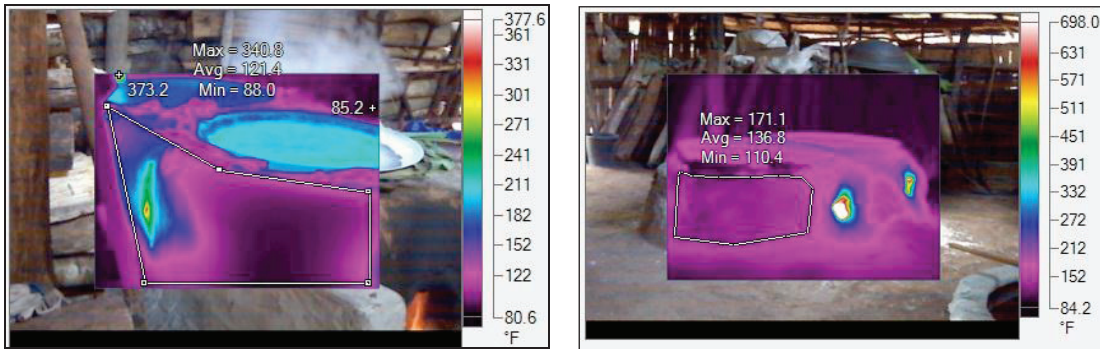 Max = 340.8
Avg = 121.4
373.2 Min = 88.0
85.2 +
377.6
361
331
301
271
241
211
182
152
122
80.6
°F
Max = 171.1
Avg = 136.8
Min = 110.4
698.0
631
571
511
451
391
332
272
212
152
84.2
°F